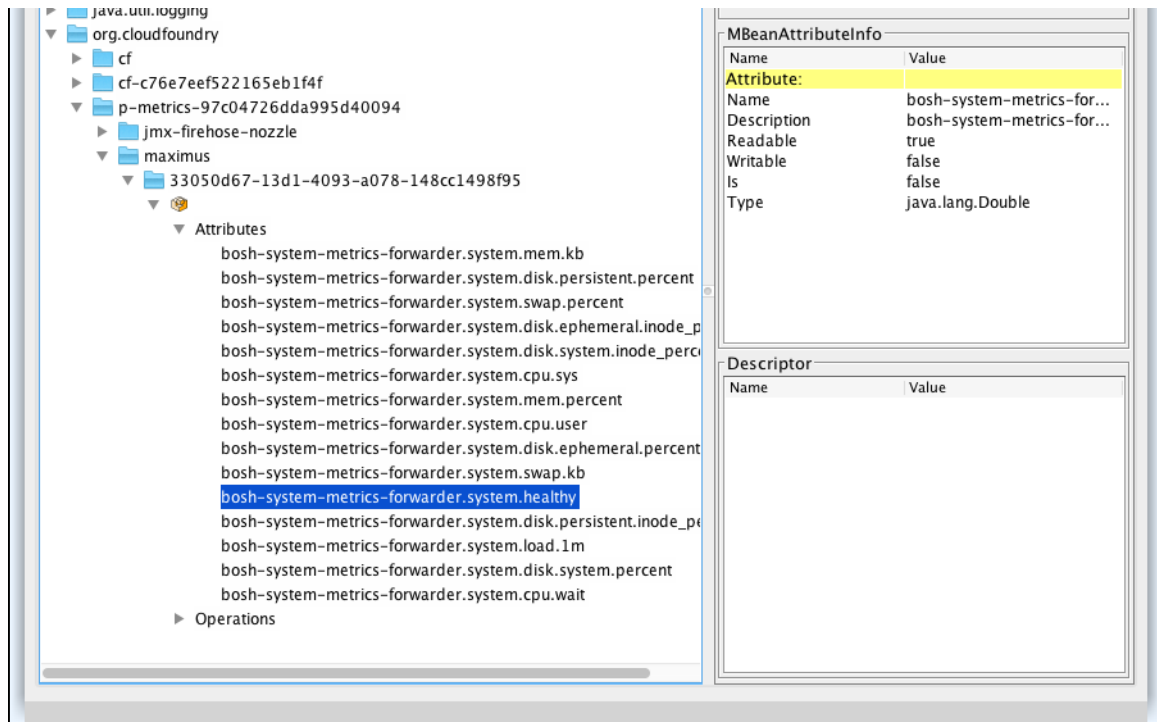 java.util.logging
org.cloudfoundry
cf
cf-c76e7eef522165eb1f4f
p-metrics-97c04726dda995d40094
jmx-firehose-nozzle
maximus
33050d67-13d1-4093-a078-148cc1498f95
Attributes
bosh-system-metrics-forwarder.system.mem.kb
bosh-system-metrics-forwarder.system.disk.persistent.percent
bosh-system-metrics-forwarder.system.swap.percent
bosh-system-metrics-forwarder.system.disk.ephemeral.inode_p
bosh-system-metrics-forwarder.system.disk.system.inode_perc
bosh-system-metrics-forwarder.system.cpu.sys
bosh-system-metrics-forwarder.system.mem.percent
bosh-system-metrics-forwarder.system.cpu.user
bosh-system-metrics-forwarder.system.disk.ephemeral.percent
bosh-system-metrics-forwarder.system.swap.kb
bosh-system-metrics-forwarder.system.healthy
bosh-system-metrics-forwarder.system.disk.persistent.inode_pe
bosh-system-metrics-forwarder.system.load.1m
bosh-system-metrics-forwarder.system.disk.system.percent
bosh-system-metrics-forwarder.system.cpu.wait
Operations
MBeanAttributeInfo
Name Value
Attribute:
Name bosh-system-metrics-for...
Description bosh-system-metrics-for...
Readable true
Writable false
Is false
Type java.lang.Double
Descriptor
Name Value